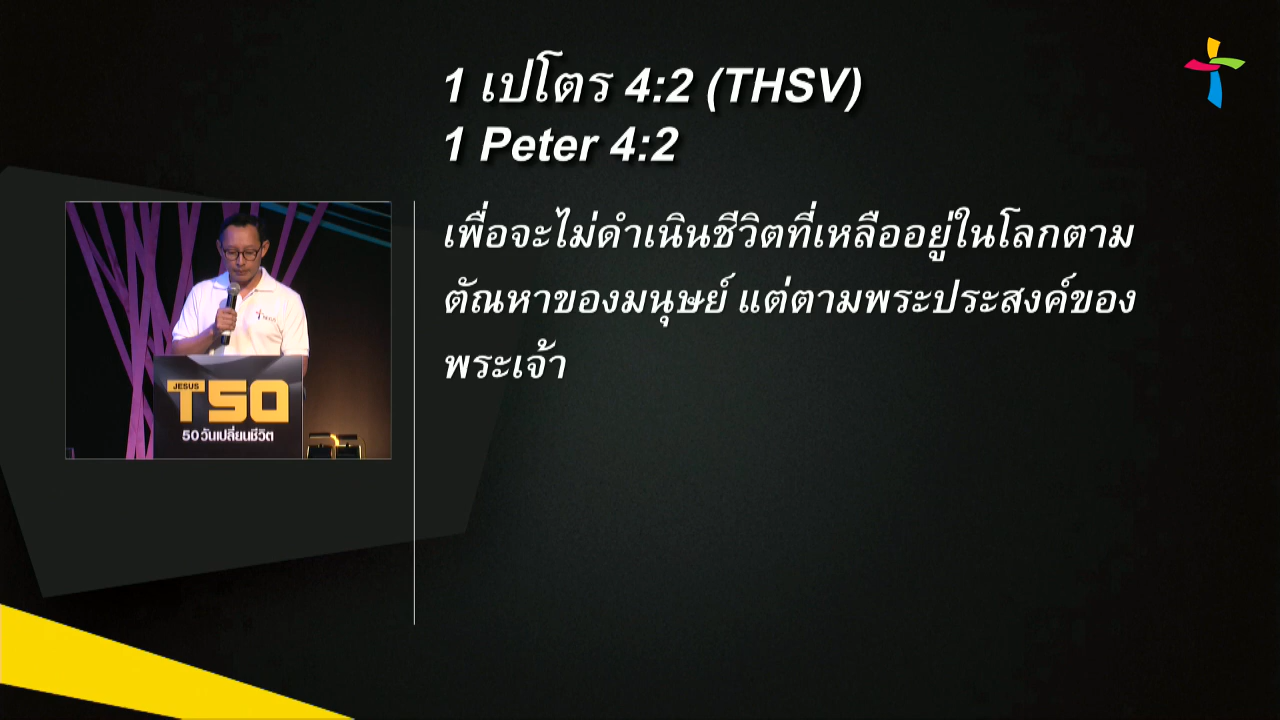 1 เปโตร 4:2 (THSV)
1 Peter 4:2
เพื่อจะไม่ดำเนินชีวิตที่เหลืออยู่ในโลกตาม
ตัณหาของมนุษย์ แต่ตามพระประสงค์ของ
พระเจ้า
JESUS
T50
50 วันเปลี่ยนชีวิต